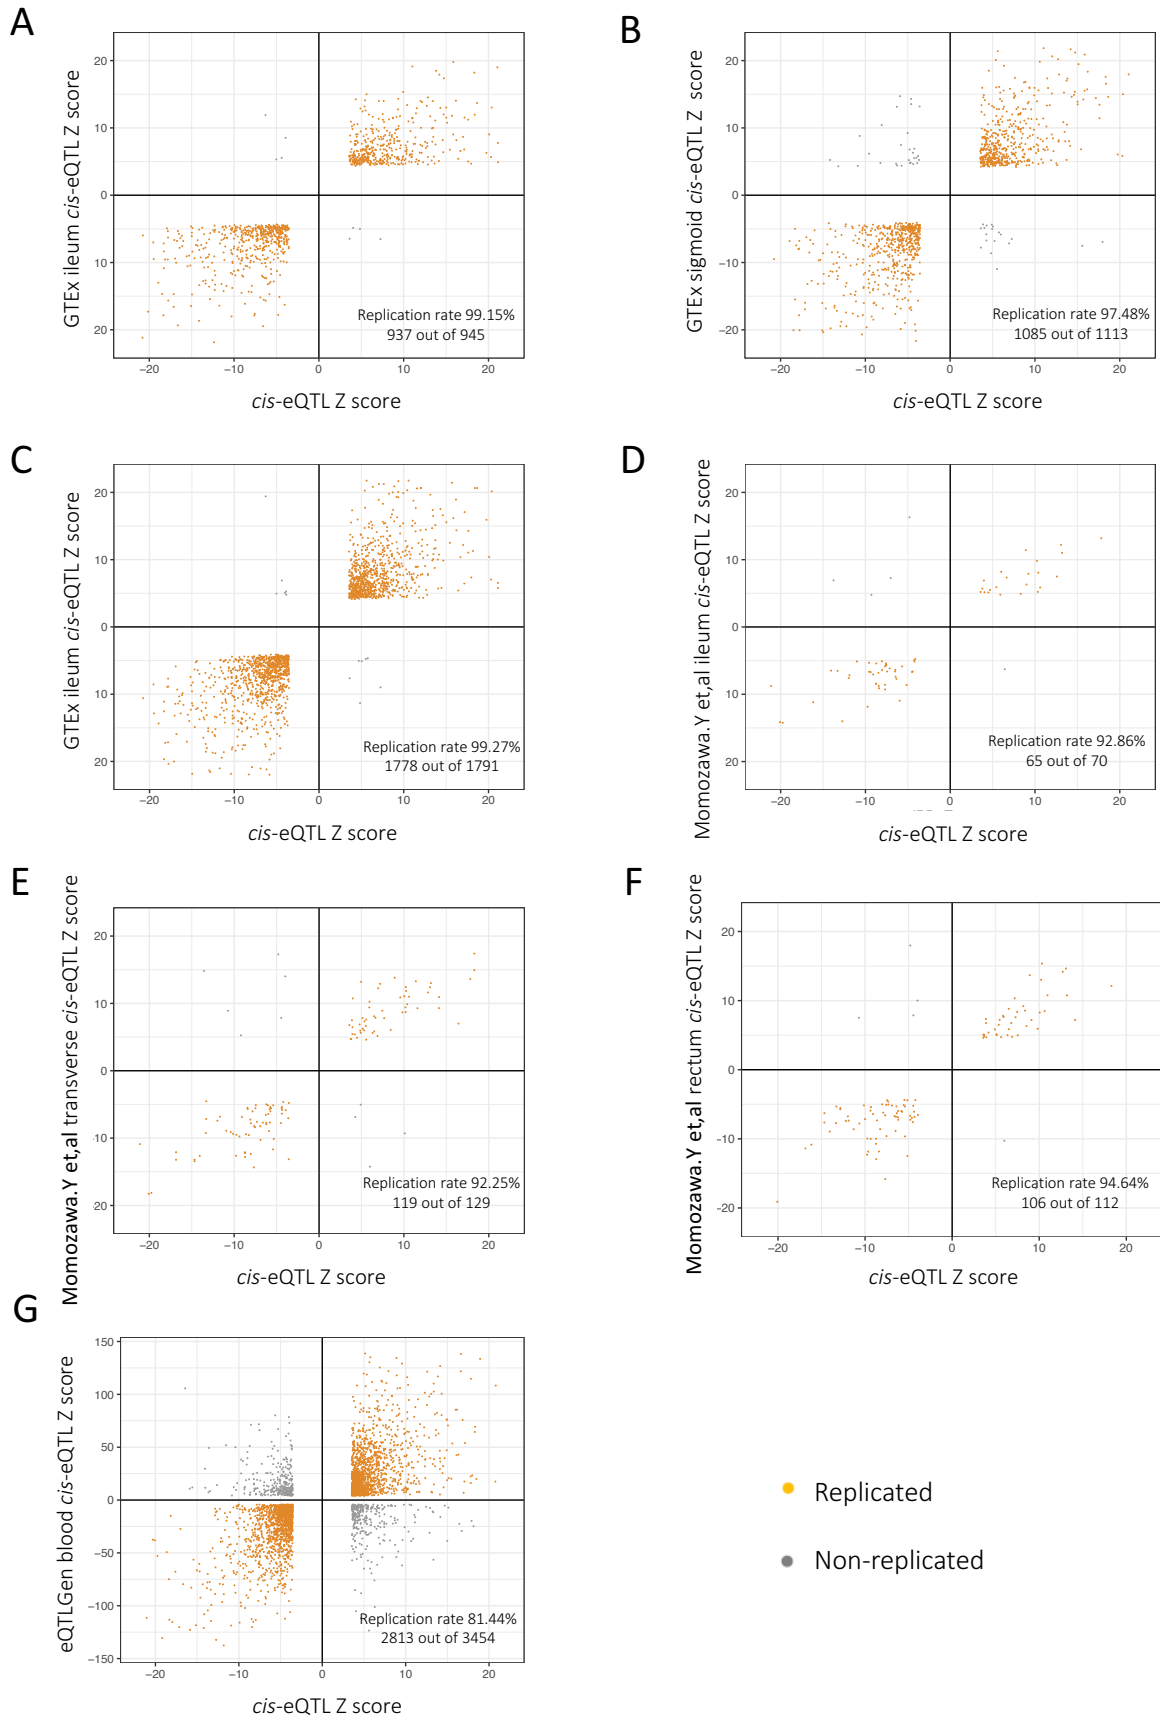 A
GTEx ileum cis-eQTL Z score
20
10
0
10
20
Replication rate 99.15%
937 out of 945
−20
−10
0
10
20
cis-eQTL Z score
B
GTEx sigmoid cis-eQTL Z score
20
10
0
−10
−20
Replication rate 97.48%
1085 out of 1113
−20
−10
0
10
20
cis-eQTL Z score
C
GTEx ileum cis-eQTL Z score
20
10
0
10
20
Replication rate 99.27%
1778 out of 1791
−20
−10
0
10
20
cis-eQTL Z score
D
Momozawa.Y et,al ileum cis-eQTL Z score
20
10
0
10
20
Replication rate 92.86%
65 out of 70
−20
−10
0
10
20
cis-eQTL Z score
E
Momozawa.Y et,al transverse cis-eQTL Z score
20
10
0
-10
20
Replication rate 92.25%
119 out of 129
−20
−10
0
10
20
cis-eQTL Z score
F
Momozawa.Y et,al rectum cis-eQTL Z score
20
10
0
−10
−20
Replication rate 94.64%
106 out of 112
−20
−10
0
10
20
cis-eQTL Z score
G
eQTLGen blood cis-eQTL Z score
150
100
50
0
−50
−100
−150
Replication rate 81.44%
2813 out of 3454
−20
−10
0
10
20
cis-eQTL Z score
Replicated
Non-replicated